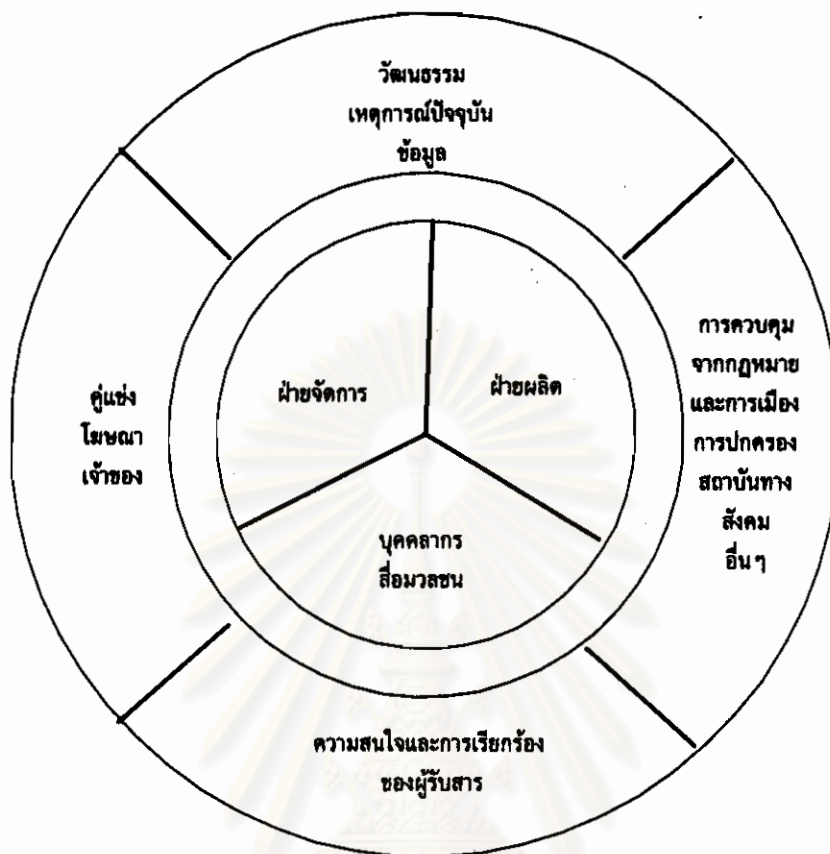 วัฒนธรรม
เหตุการณ์ปัจจุบัน
ข้อมูล
คู่แข่ง
โฆษณา
เจ้าของ
ฝ่ายจัดการ
ฝ่ายผลิต
บุคคลากร
สื่อมวลชน
การควบคุม
จากกฎหมาย
และการเมือง
การปกครอง
สถาบันทาง
สังคม
อื่นๆ
ความสนใจและการเรียกร้อง
ของผู้รับสาร